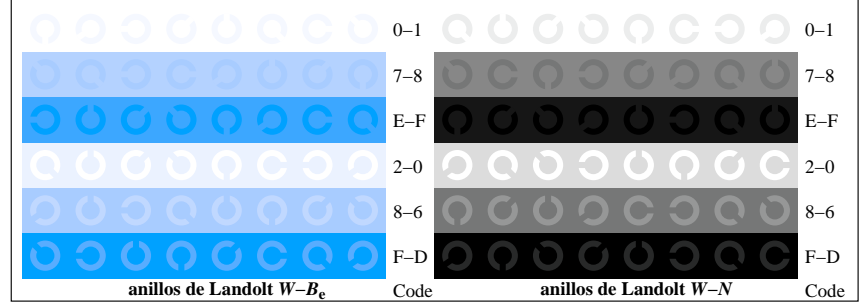 0–1 0–1
7–8 7–8
E–F E–F
2–0 2–0
8–6 8–6
F–D F–D
anillos de Landolt W–Be Code anillos de Landolt W–N Code